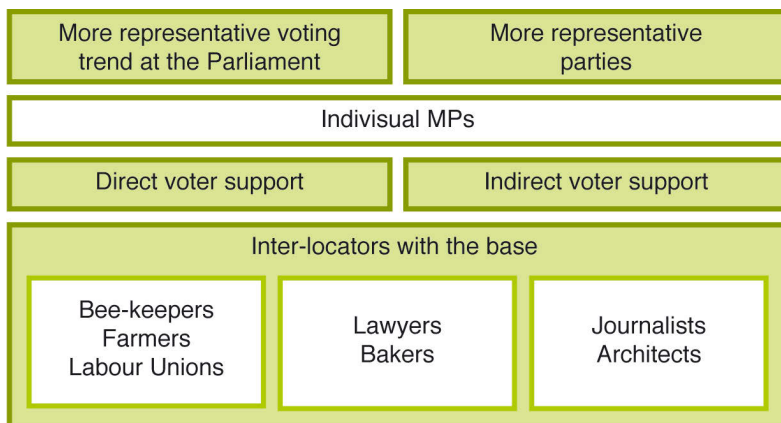 More representative voting
trend at the Parliament
More representative
parties
Indivisual MPs
Direct voter support
Indirect voter support
Inter-locators with the base
Bee-keepers
Farmers
Labour Unions
Lawyers
Bakers
Journalists
Architects